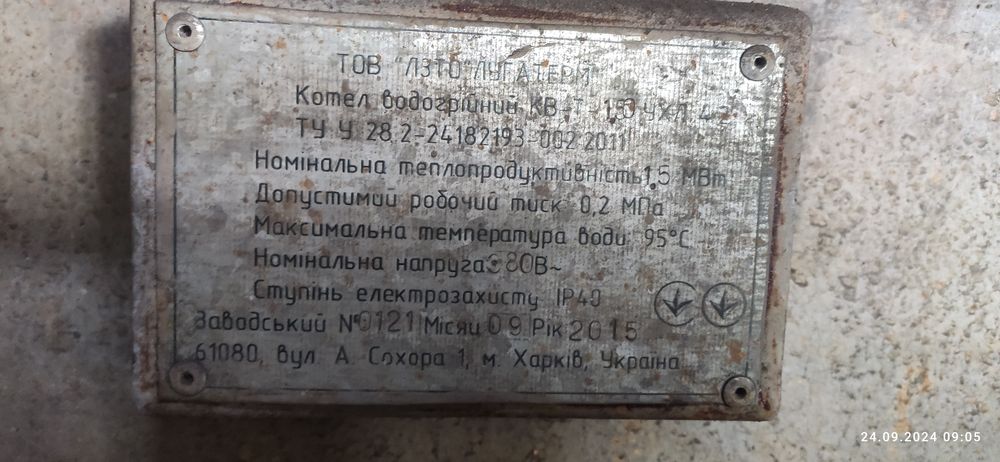 ТОВ "ЛЗТО "ЛУГАТЕРМ"
Котел водогрійний КВ-Т-1,5 УХЛ 4
ТУ У 28.2-24182193-002:2011
Номінальна теплопродуктивність 1,5 МВт
Допустимий робочий тиск 0,2 МПа
Максимальна температура води 95°С
Номінальна напруга 380В~
Ступінь електрозахисту IP40
Заводський №0121 Місяц 09 Рік 2015
61080, вул. А. Сохора 1, м. Харків, Україна
24.09.2024 09:05